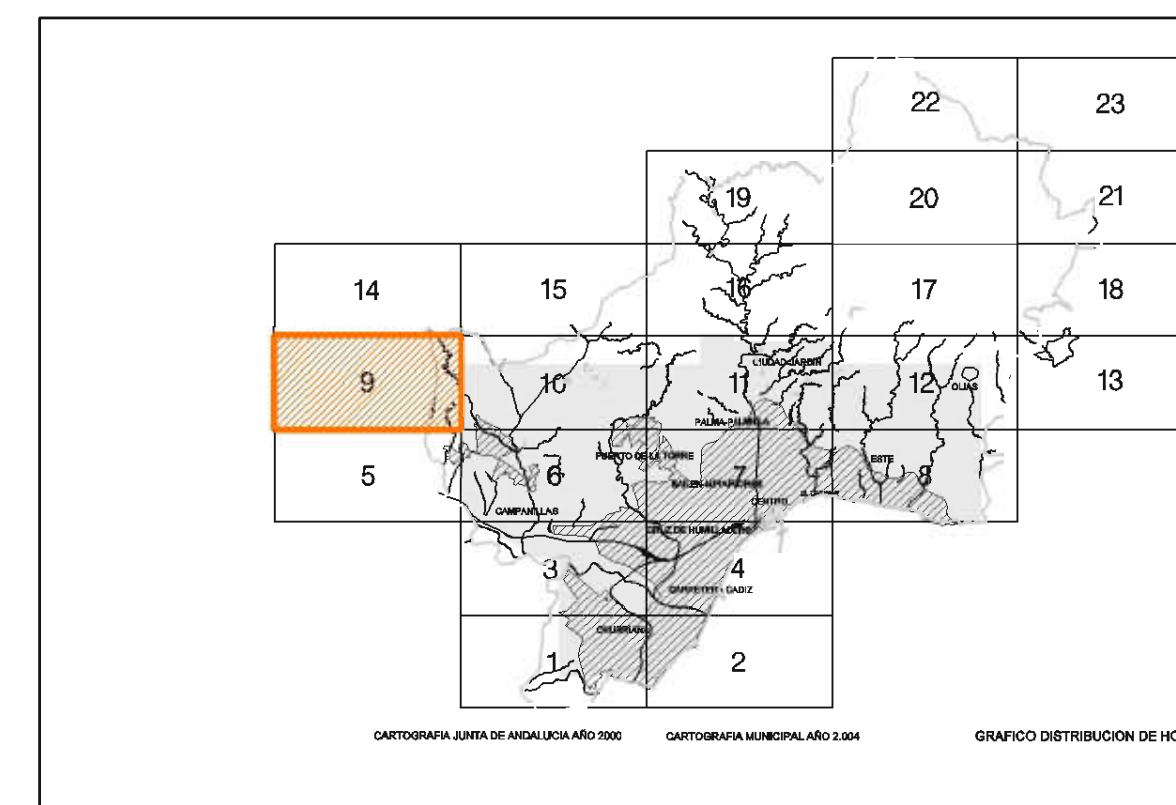 22
23
19
20
21
14
15
16
17
18
CIUDAD JARDIN
9
10
11
12
OLIAS
13
PALMA-PALMILLA
PUERTO DE LA TORRE
ESTE
5
6
7
8
CENTRO
CAMPANILLAS
CRUZ DE HUMILLADERO
3
4
CARRETERA CADIZ
CHURRIANA
1
2
CARTOGRAFIA JUNTA DE ANDALUCIA AÑO 2000
CARTOGRAFIA MUNICIPAL AÑO 2.004
GRAFICO DISTRIBUCION DE HO